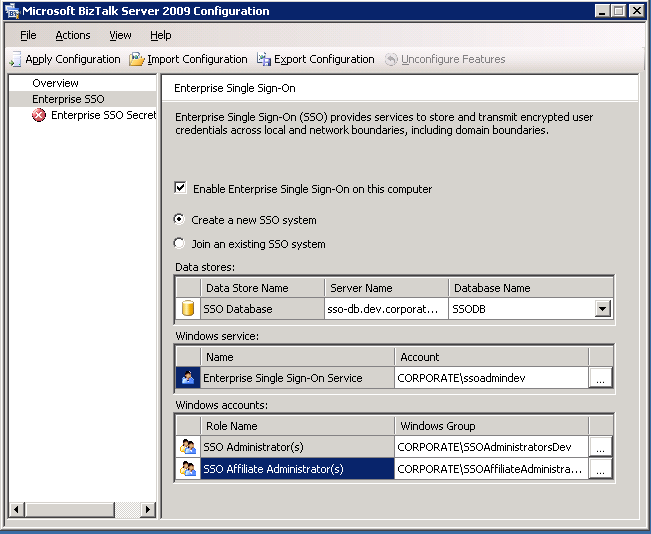 Microsoft BizTalk Server 2009 Configuration
File Actions View Help
Apply Configuration Import Configuration Export Configuration Unconfigure Features
Overview
Enterprise SSO
Enterprise SSO Secret
Enterprise Single Sign-On
Enterprise Single Sign-On (SSO) provides services to store and transmit encrypted user
credentials across local and network boundaries, including domain boundaries.
Enable Enterprise Single Sign-On on this computer
Create a new SSO system
Join an existing SSO system
Data stores:
Data Store Name Server Name Database Name
SSO Database sso-db.dev.corporat... SSODB
Windows service:
Name Account
Enterprise Single Sign-On Service CORPORATE\ssoadmindev ...
Windows accounts:
Role Name Windows Group
SSO Administrator(s) CORPORATE\SSOAdministratorsDev ...
SSO Affiliate Administrator(s) CORPORATE\SSOAffiliateAdministra... ...